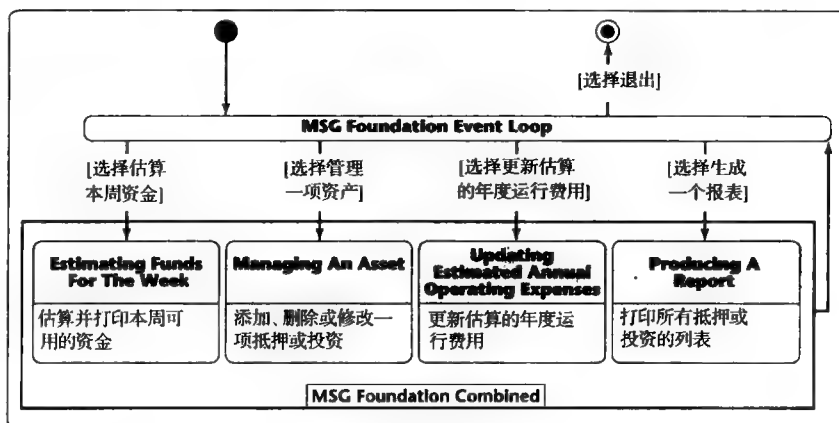 [选择退出]
MSG Foundation Event Loop
[选择估算
本周资金]
[选择管理
一项资产]
[选择更新估算
的年度运行费用]
[选择生成
一个报表]
Estimating Funds
For The Week
估算并打印本周可
用的资金
Managing An Asset
添加、删除或修改一
项抵押或投资
Updating
Estimated Annual
Operating Expenses
更新估算的年度运
行费用
Producing A
Report
打印所有抵押或
投资的列表
MSG Foundation Combined